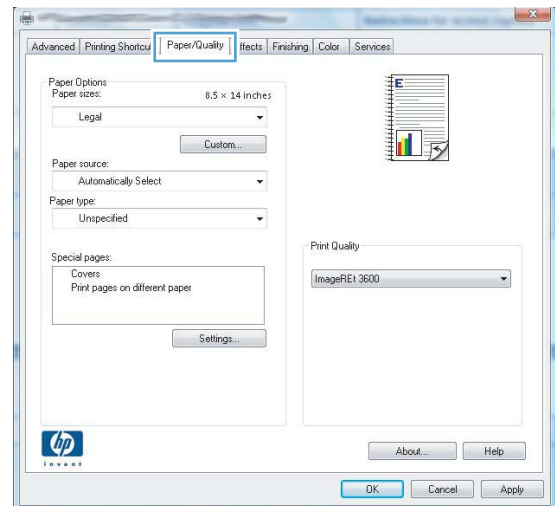 Advanced Printing Shortcu Paper/Quality ffects Finishing Color Services
Paper Options
Paper sizes: 8.5 × 14 inches
Legal
Custom...
Paper source:
Automatically Select
Paper type:
Unspecified
Special pages:
Covers
Print pages on different paper
Settings...
E
Print Quality
ImageREt 3600
hp
invent
About... Help
OK Cancel Apply